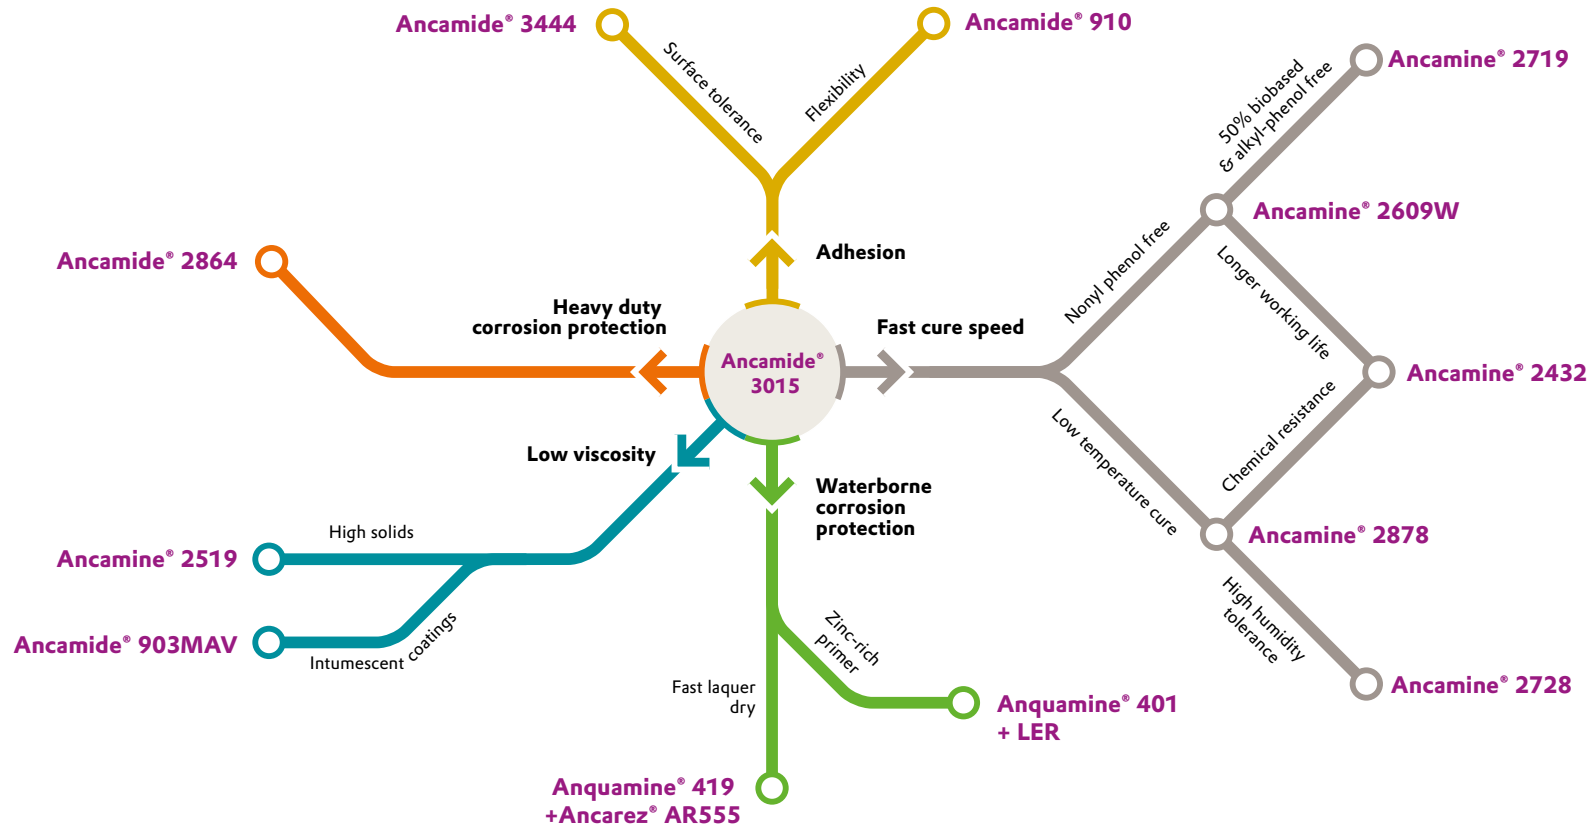 Ancamide® 3444
Ancamide® 910
Surface tolerance
Flexibility
Adhesion
Ancamide® 2864
Heavy duty
corrosion protection
Ancamide®
3015
Fast cure speed
Nonyl phenol free
50% biobased
& alkyl-phenol free
Ancamine® 2719
Ancamine® 2609W
Longer working life
Ancamine® 2432
Chemical resistance
Low temperature cure
Ancamine® 2878
High humidity
tolerance
Ancamine® 2728
Low viscosity
High solids
Ancamine® 2519
Ancamide® 903MAV
Intumescent coatings
Waterborne
corrosion
protection
Zinc-rich
primer
Fast laquer
dry
Anquamine® 401
+ LER
Anquamine® 419
+Ancarez® AR555